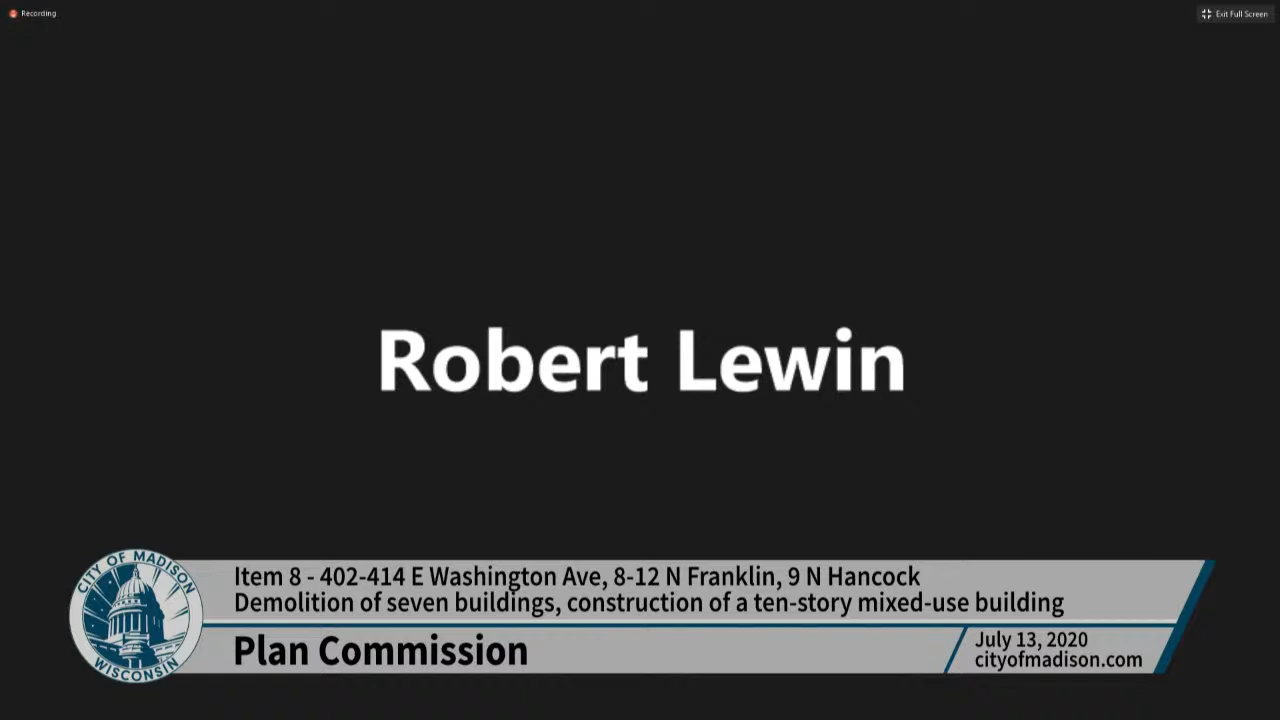 Recording
Exit Full Screen
Robert Lewin
CITY OF MADISON
WISCONSIN
Item 8 - 402-414 E Washington Ave, 8-12 N Franklin, 9 N Hancock
Demolition of seven buildings, construction of a ten-story mixed-use building
Plan Commission
July 13, 2020
cityofmadison.com